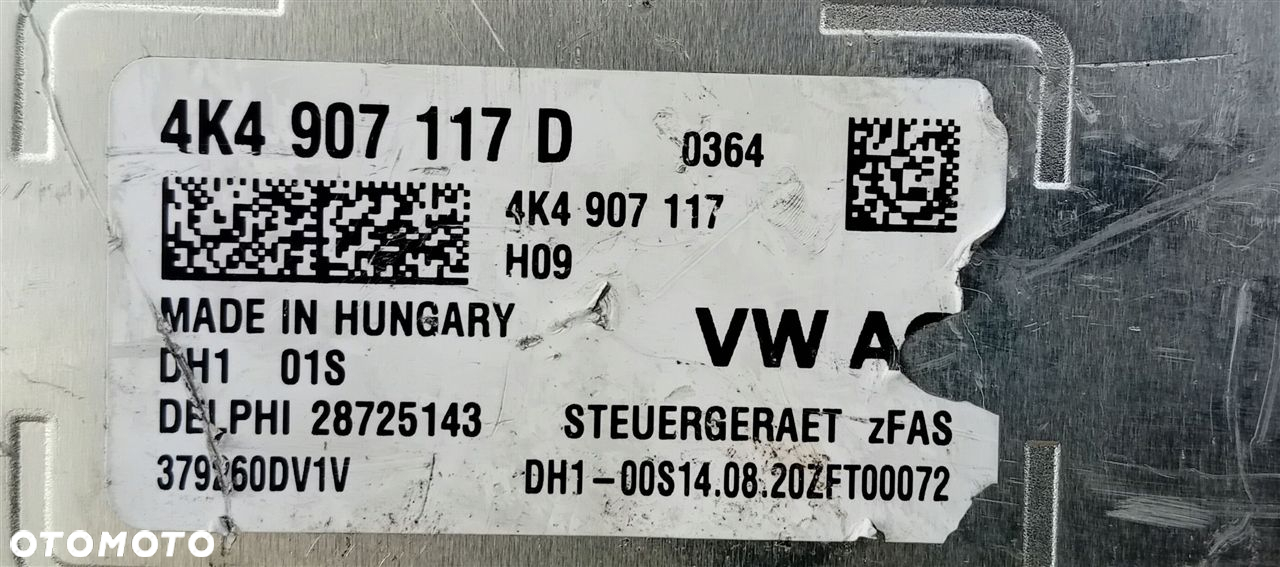 4K4 907 117 D
0364
4K4 907 117
H09
MADE IN HUNGARY
VW A
DH1 01S
DELPHI 28725143
STEUERGERAET zFAS
379260DV1V
DH1-00S14.08.20ZFT00072
OTOMOTO